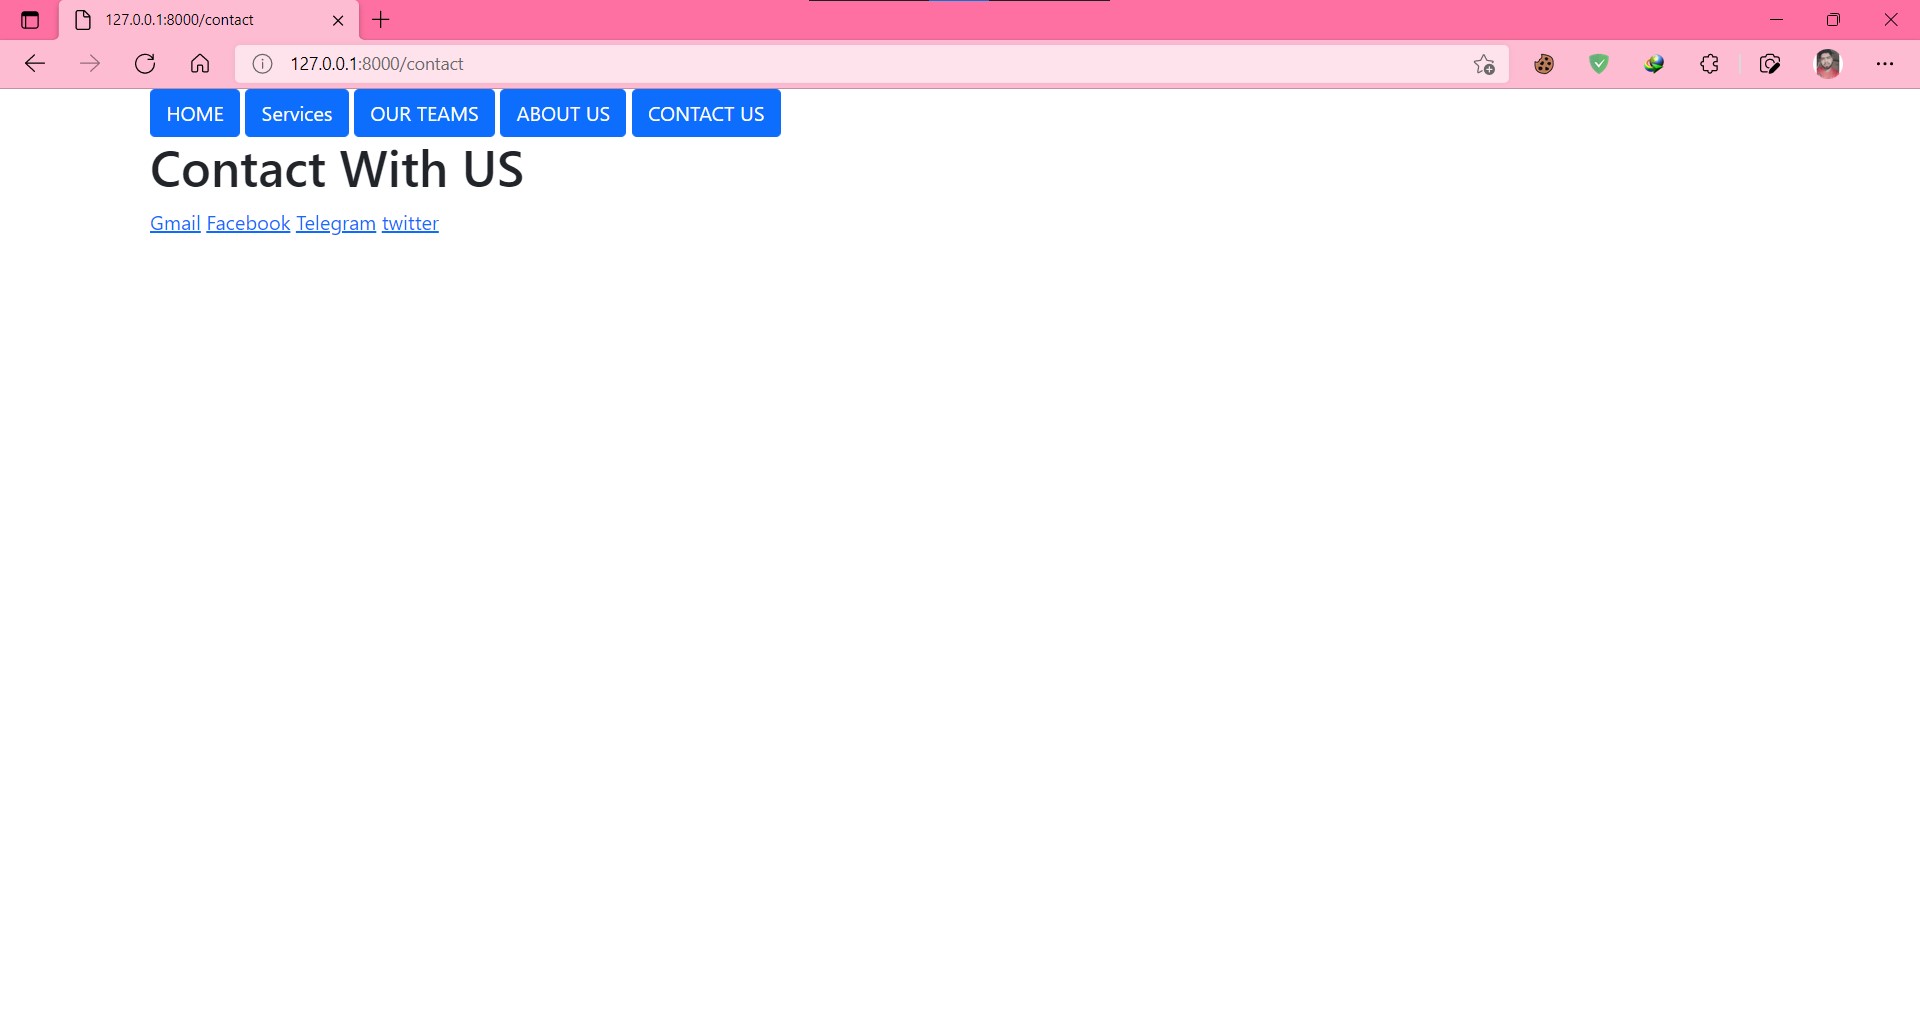 127.0.0.1:8000/contact
127.0.0.1:8000/contact
HOME Services OUR TEAMS ABOUT US CONTACT US
Contact With US
Gmail Facebook Telegram twitter